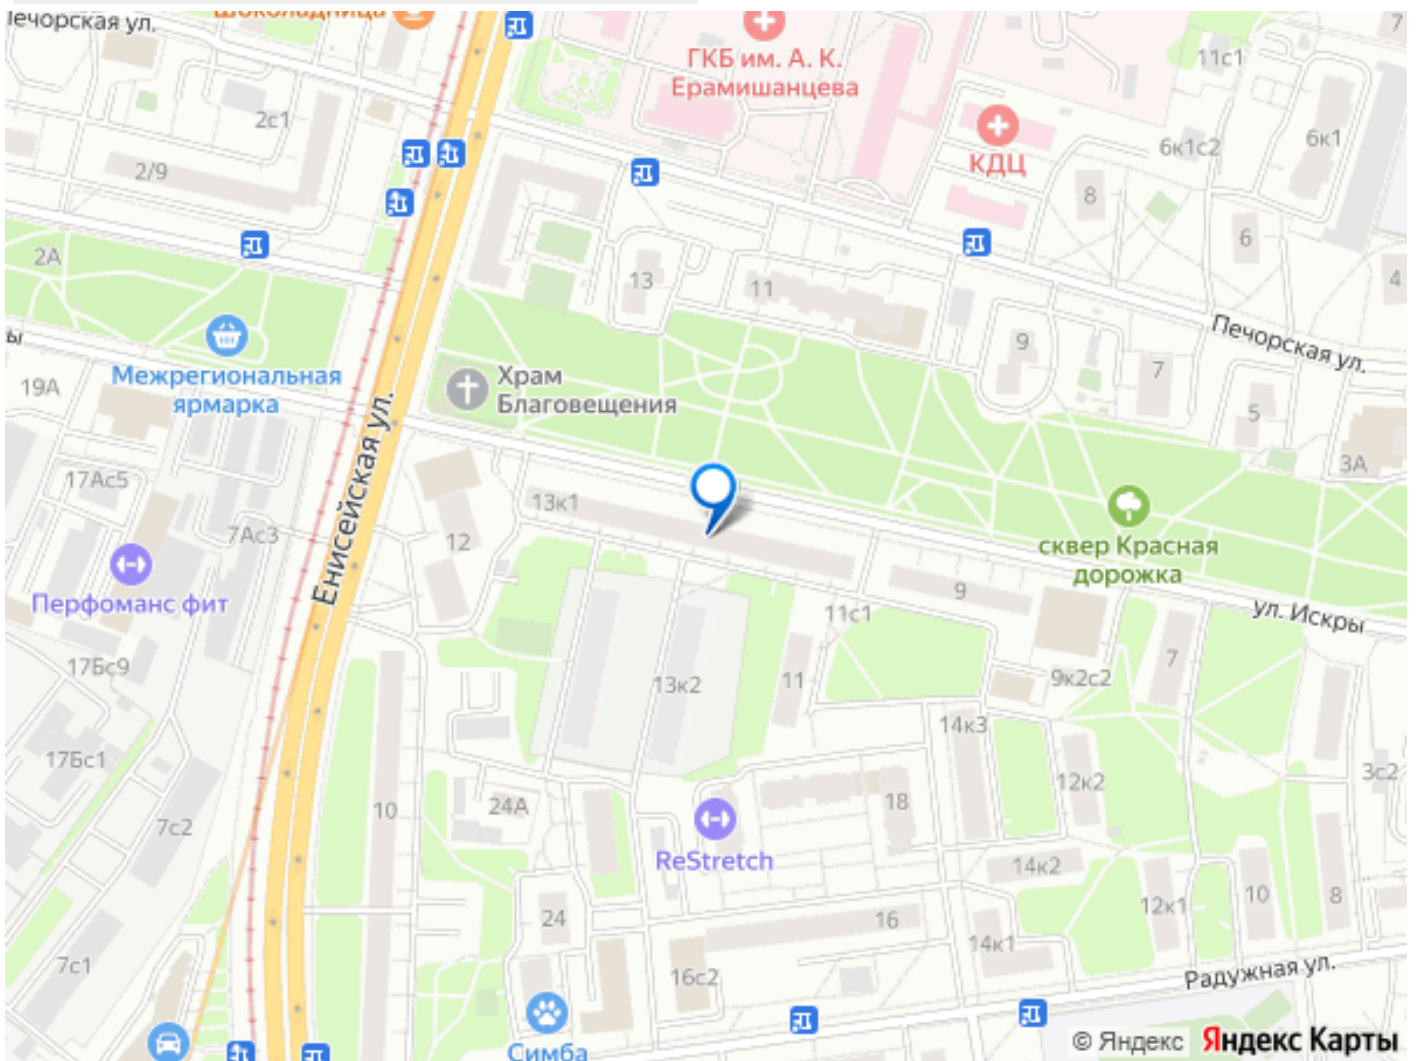 Шоколадница
Печорская ул.
ГКБ им. А. К.
Ерамишанцева
11с1
7
2с1
КДЦ
6к1с2
6к1
2/9
8
6
2А
13
11
4
Печорская ул.
9
7
ы
Межрегиональная
ярмарка
Храм
Благовещения
19А
5
3А
Енисейская ул.
17Ас5
13к1
7Ас3
12
сквер Красная
дорожка
Перфоманс фит
9
ул. Искры
11с1
17Бс9
13к2
11
9к2с2
7
14к3
17Бс1
12к2
3с2
10
24А
18
7с2
ReStretch
14к2
24
16
12к1
10
8
14к1
7с1
16с2
Радужная ул.
Симба
© Яндекс Яндекс Карты